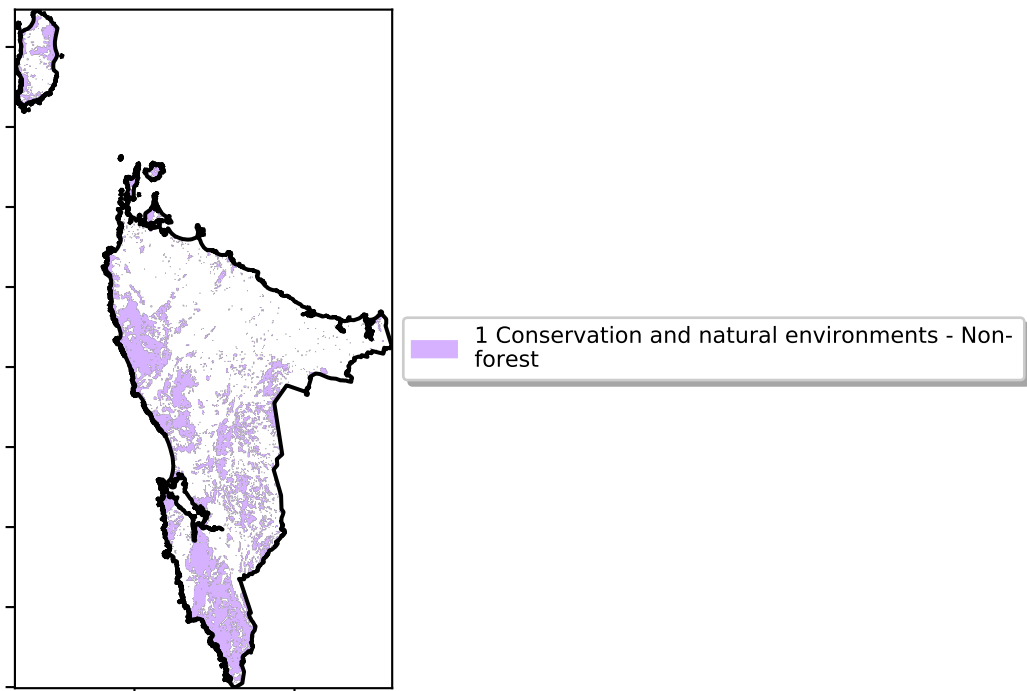 1 Conservation and natural environments - Non-
forest